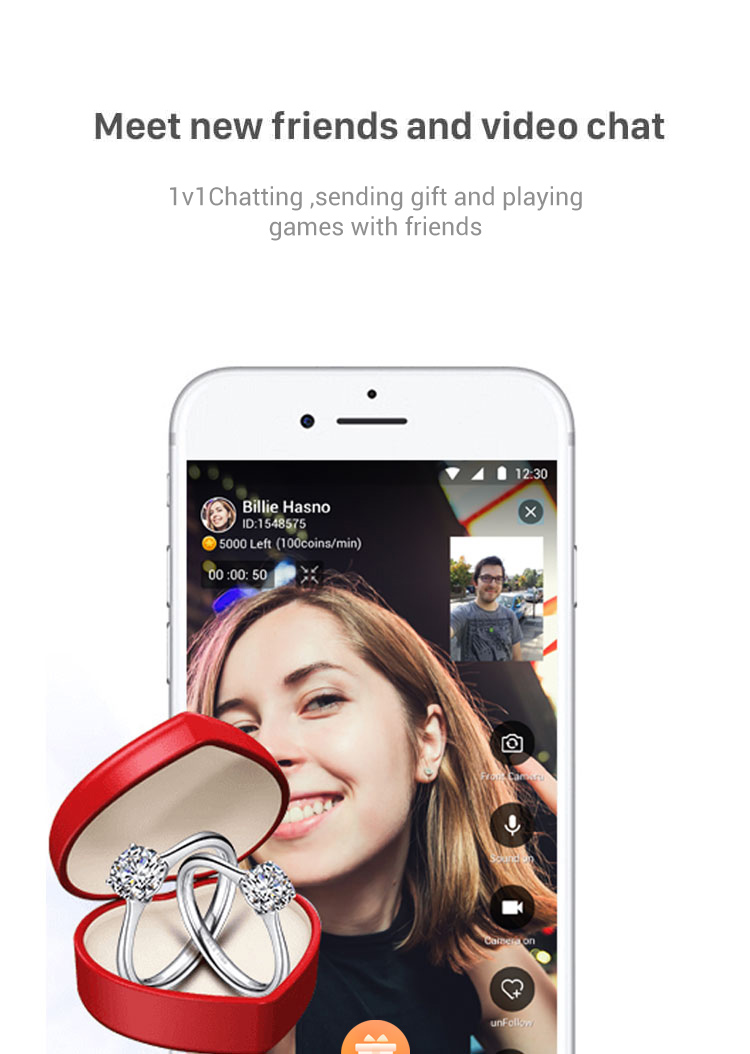 Meet new friends and video chat
1v1Chatting ,sending gift and playing
games with friends
12:30
Billie Hasno
ID:1548575
5000 Left (100coins/min)
00 :00: 50
Front Camera
Sound on
Camera on
unFollow